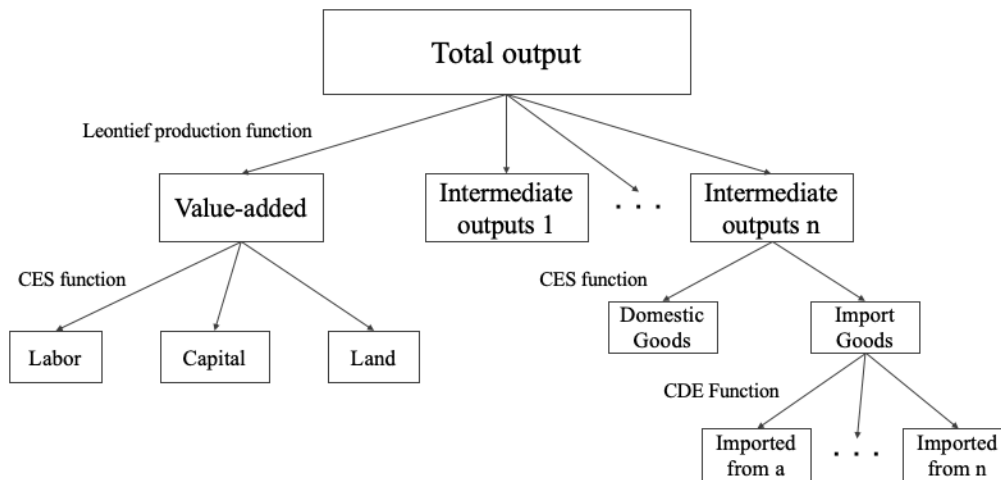 Total output
Leontief production function
Value-added
Intermediate
outputs 1
. . .
Intermediate
outputs n
CES function
CES function
Labor
Capital
Land
Domestic
Goods
Import
Goods
CDE Function
Imported
from a
. . .
Imported
from n